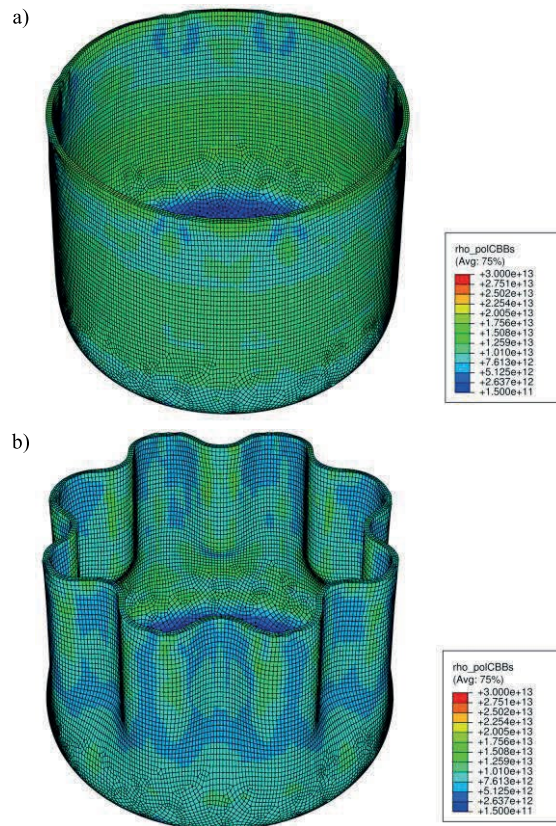 a)
rho_polCBBs
(Avg: 75%)
+3.000e+13
+2.751e+13
+2.502e+13
+2.254e+13
+2.005e+13
+1.756e+13
+1.508e+13
+1.259e+13
+1.010e+13
+7.613e+12
+5.125e+12
+2.637e+12
+1.500e+11
b)
rho_polCBBs
(Avg: 75%)
+3.000e+13
+2.751e+13
+2.502e+13
+2.254e+13
+2.005e+13
+1.756e+13
+1.508e+13
+1.259e+13
+1.010e+13
+7.613e+12
+5.125e+12
+2.637e+12
+1.500e+11